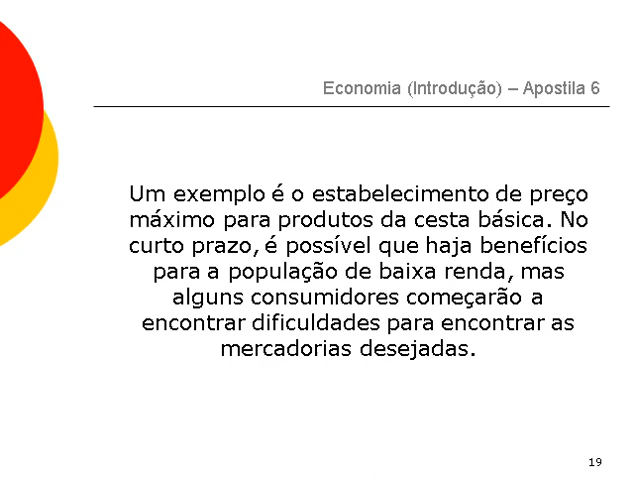 Economia (Introdução) – Apostila 6
Um exemplo é o estabelecimento de preço
máximo para produtos da cesta básica. No
curto prazo, é possível que haja benefícios
para a população de baixa renda, mas
alguns consumidores começarão a
encontrar dificuldades para encontrar as
mercadorias desejadas.
19